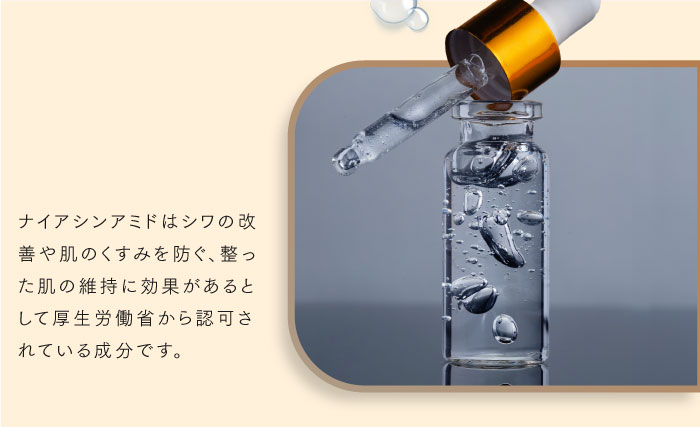 ナイアシンアミドはシワの改
善や肌のくすみを防ぐ、整っ
た肌の維持に効果があると
して厚生労働省から認可さ
れている成分です。